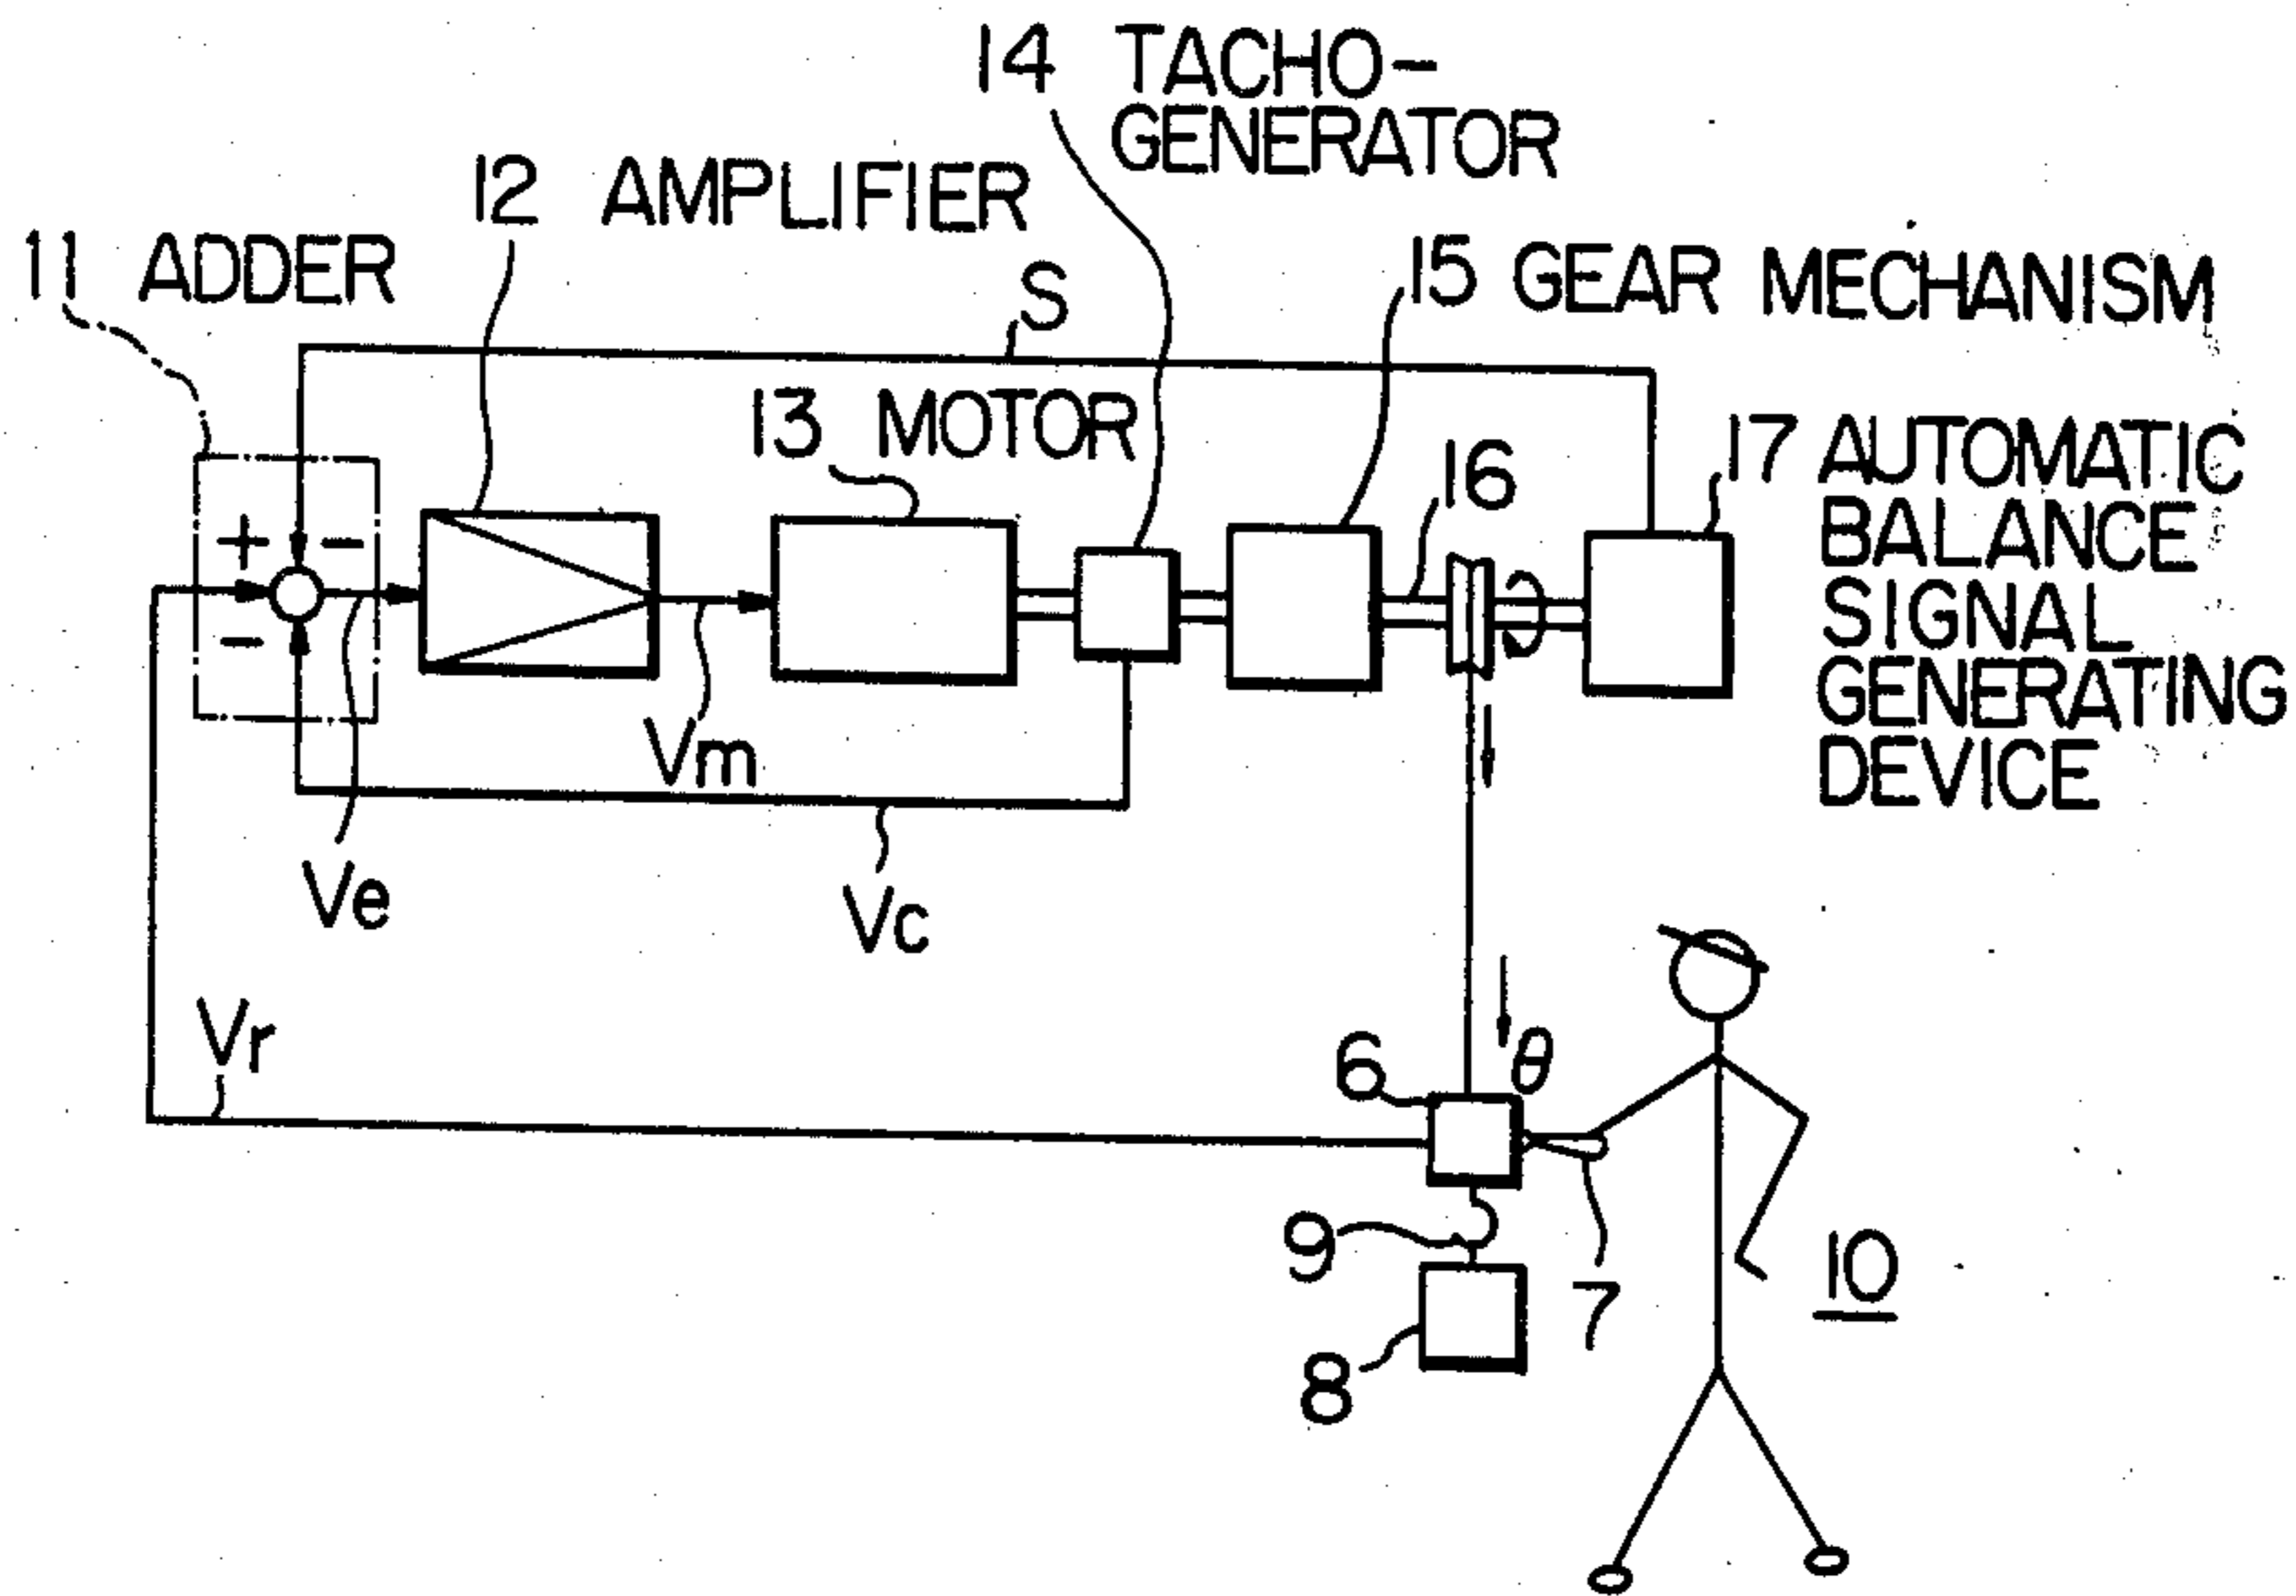 14 TACHO-
GENERATOR
12 AMPLIFIER
11 ADDER
S
15 GEAR MECHANISM
13 MOTOR
16
17 AUTOMATIC
BALANCE
SIGNAL
GENERATING
DEVICE
+ -
-
Vm
Ve
Vc
Vr
6
θ
9
7
10
8